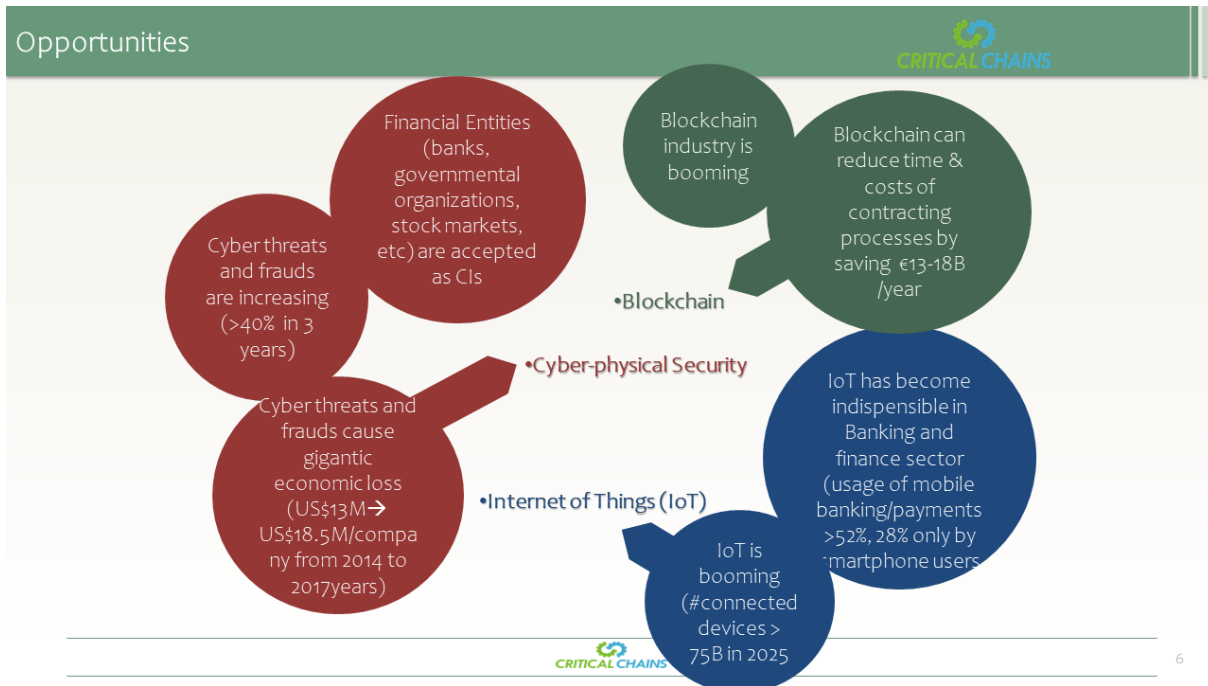 Opportunities
CRITICAL CHAINS
Financial Entities
(banks,
governmental
organizations,
stock markets,
etc) are accepted
as CIs
Cyber threats
and frauds
are increasing
(>40% in 3
years)
Cyber threats and
frauds cause
gigantic
economic loss
(US$13M→
US$18.5M/compa
ny from 2014 to
2017years)
•Cyber-physical Security
Blockchain
industry is
booming
Blockchain can
reduce time &
costs of
contracting
processes by
saving €13-18B
/year
•Blockchain
IoT has become
indispensible in
Banking and
finance sector
(usage of mobile
banking/payments
>52%, 28% only by
smartphone users
•Internet of Things (IoT)
IoT is
booming
(#connected
devices >
75B in 2025
CRITICAL CHAINS
6